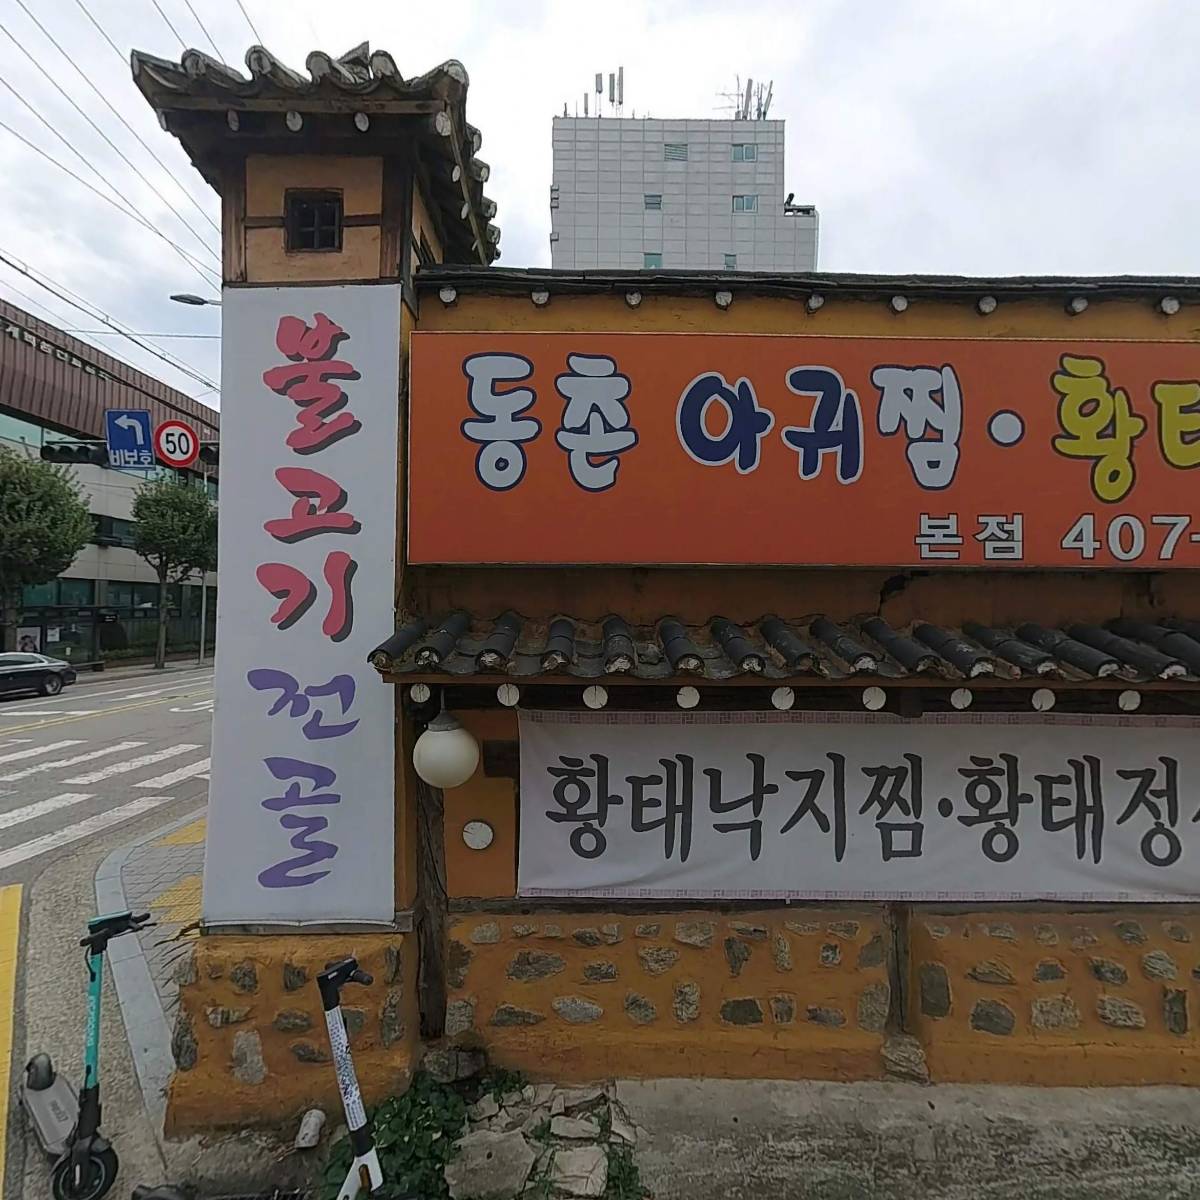 불고기
전골
동촌 아귀찜·황태
본점 407-
황태낙지찜·황태정
비보호
50